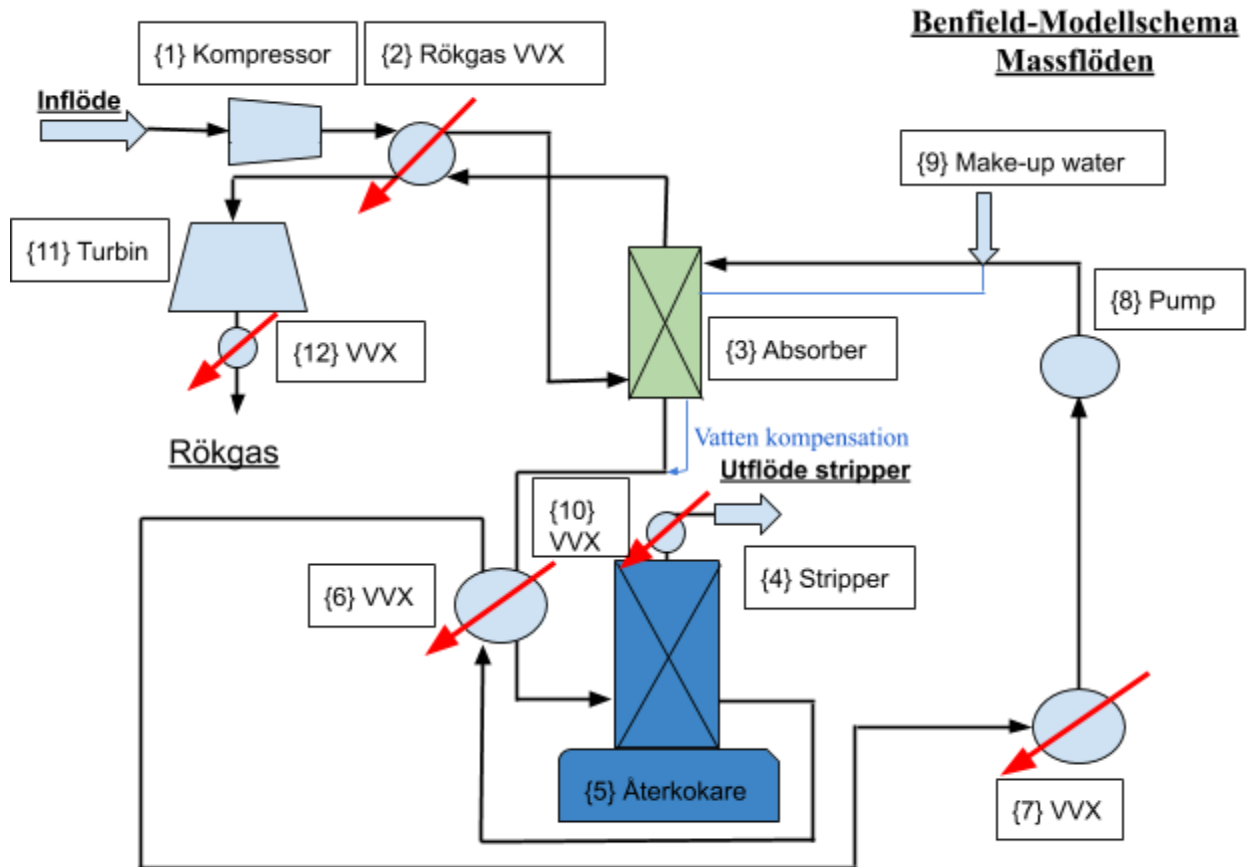 Benfield-Modellschema
Massflöden
{1} Kompressor
{2} Rökgas VVX
Inflöde
{9} Make-up water
{11} Turbin
{8} Pump
{12} VVX
{3} Absorber
Rökgas
Vatten kompensation
Utflöde stripper
{10}
VVX
{4} Stripper
{6} VVX
{5} Återkokare
{7} VVX